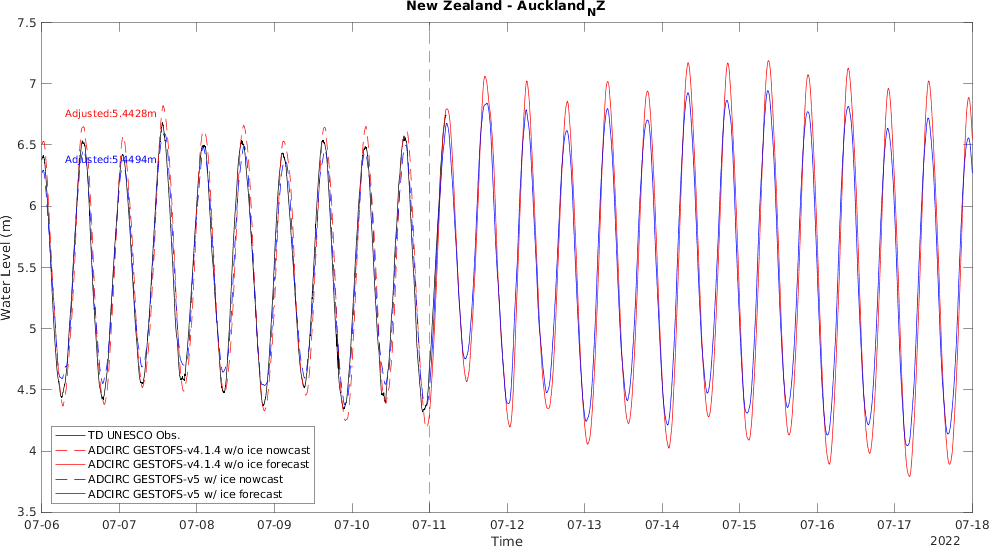 New Zealand - Auckland_NZ
7.5
7
6.5
6
5.5
5
4.5
4
3.5
Water Level (m)
Adjusted:5.4428m
Adjusted:5.4494m
TD UNESCO Obs.
ADCIRC GESTOFS-v4.1.4 w/o ice nowcast
ADCIRC GESTOFS-v4.1.4 w/o ice forecast
ADCIRC GESTOFS-v5 w/ ice nowcast
ADCIRC GESTOFS-v5 w/ ice forecast
07-06 07-07 07-08 07-09 07-10 07-11 07-12 07-13 07-14 07-15 07-16 07-17 07-18
Time
2022